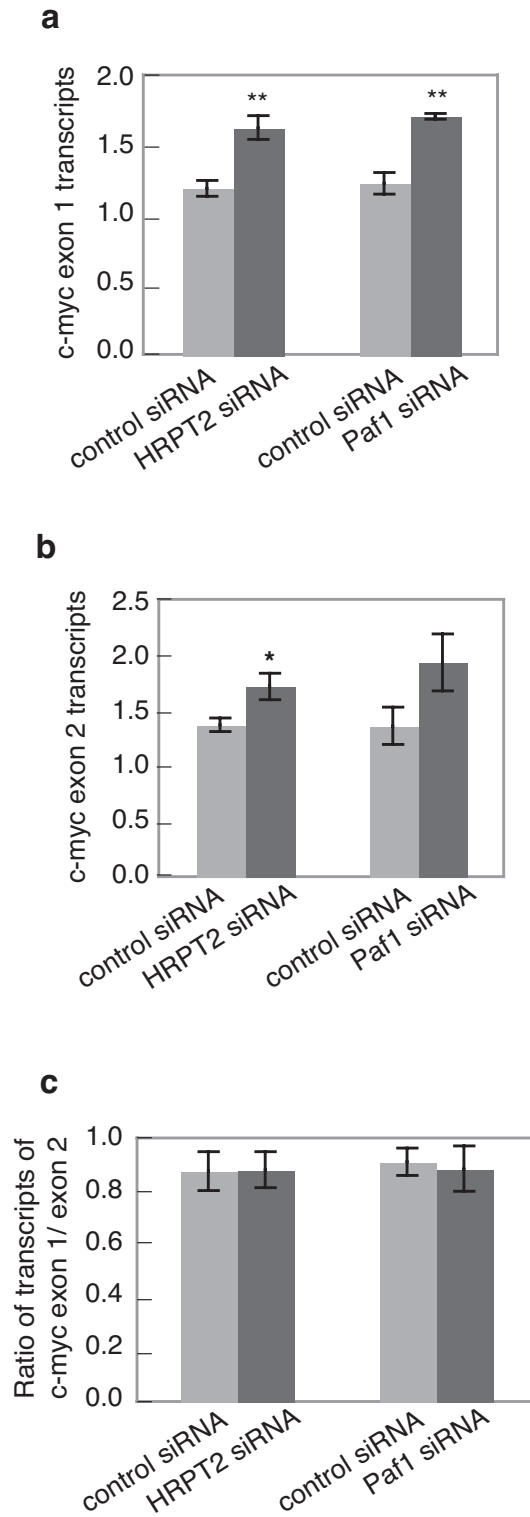 a
c-myc exon 1 transcripts
2.0
1.5
1.0
0.5
0.0
**
**
control siRNA
HRPT2 siRNA
control siRNA
Paf1 siRNA
b
c-myc exon 2 transcripts
2.5
2.0
1.5
1.0
0.5
0.0
*
control siRNA
HRPT2 siRNA
control siRNA
Paf1 siRNA
c
Ratio of transcripts of
c-myc exon 1/ exon 2
1.0
0.8
0.6
0.4
0.2
0.0
control siRNA
HRPT2 siRNA
control siRNA
Paf1 siRNA